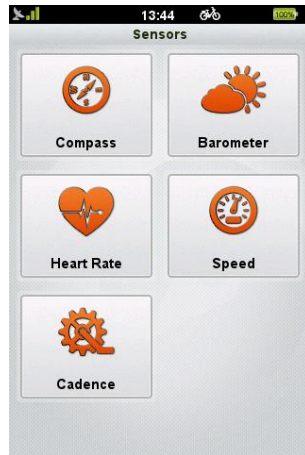 13:44 100%
Sensors
Compass Barometer
Heart Rate Speed
Cadence